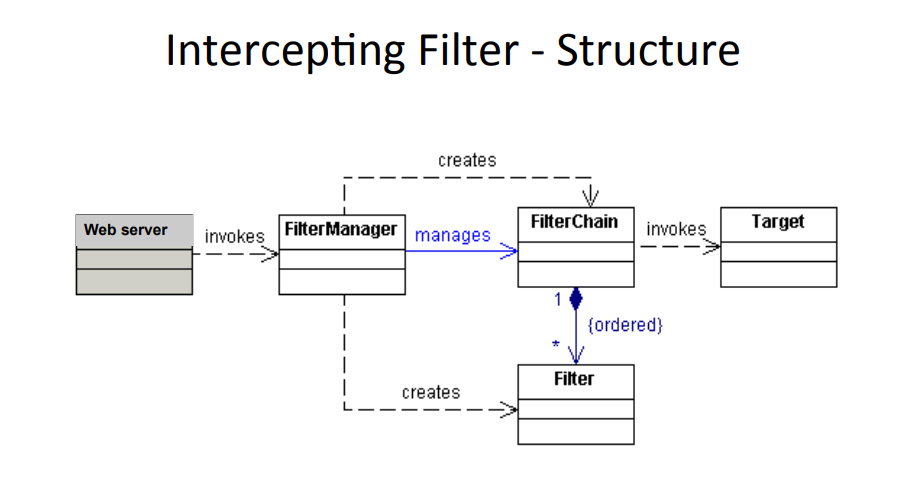 Intercepting Filter - Structure
creates
Web server
invokes
FilterManager
manages
FilterChain
invokes
Target
1
{ordered}
*
creates
Filter